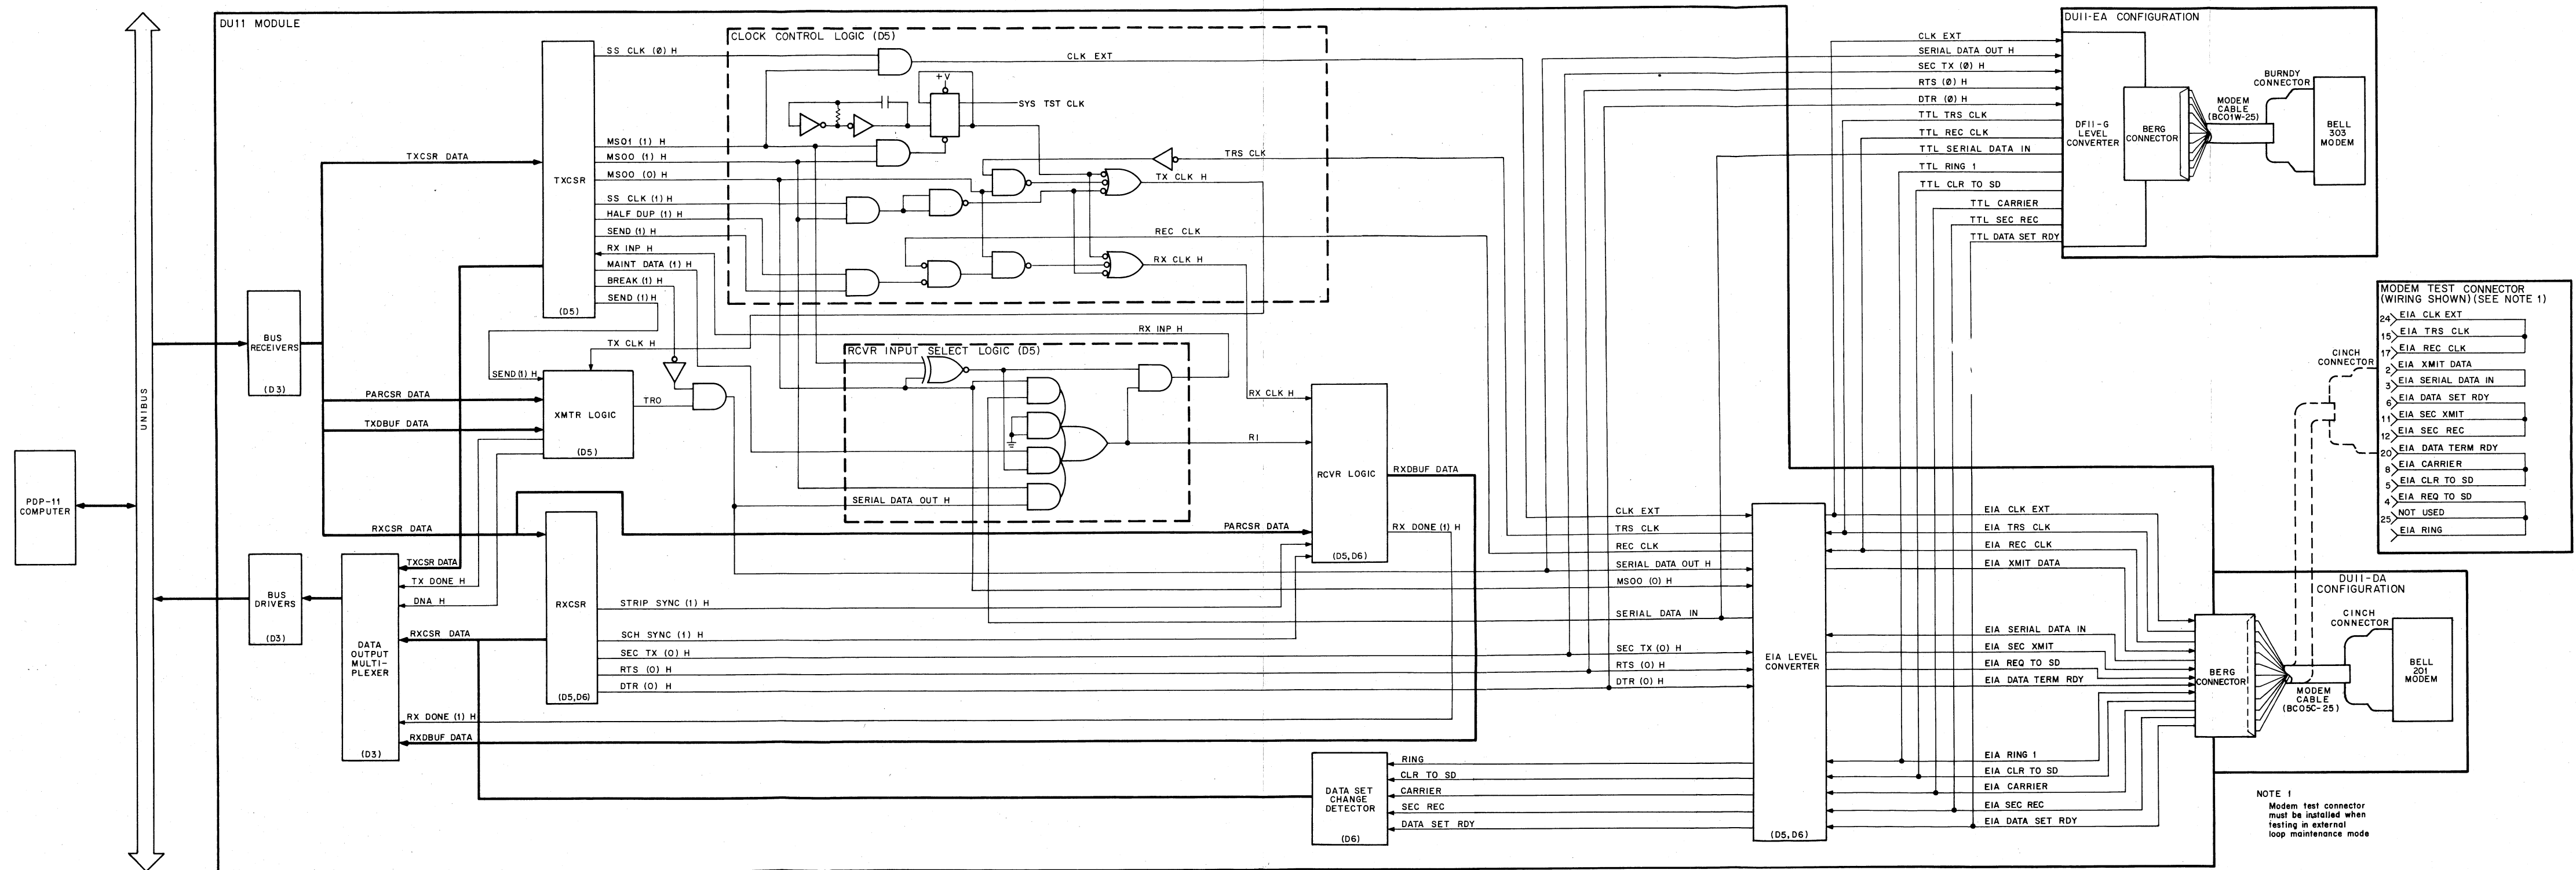 DU11 MODULE
UNIBUS
PDP-11
COMPUTER
BUS
RECEIVERS
(D3)
BUS
DRIVERS
(D3)
TXCSR DATA
PARCSR DATA
TXDBUF DATA
RXCSR DATA
TXCSR
(D5)
SS CLK (0) H
MS01 (1) H
MS00 (1) H
MS00 (0) H
SS CLK (1) H
HALF DUP (1) H
SEND (1) H
RX INP H
MAINT DATA (1) H
BREAK (1) H
SEND (1) H
CLOCK CONTROL LOGIC (D5)
CLK EXT
+V
SYS TST CLK
TRS CLK
TX CLK H
REC CLK
RX CLK H
TX CLK H
RX INP H
SEND(1) H
XMTR LOGIC
(D5)
TRO
RCVR INPUT SELECT LOGIC (D5)
SERIAL DATA OUT H
RX CLK H
RI
PARCSR DATA
RCVR LOGIC
(D5,D6)
RXDBUF DATA
RX DONE (1) H
TXCSR DATA
TX DONE H
DNA H
RXCSR DATA
DATA
OUTPUT
MULTI-
PLEXER
(D3)
RX DONE (1) H
RXDBUF DATA
RXCSR
(D5,D6)
STRIP SYNC (1) H
SCH SYNC (1) H
SEC TX (0) H
RTS (0) H
DTR (0) H
DATA SET
CHANGE
DETECTOR
(D6)
RING
CLR TO SD
CARRIER
SEC REC
DATA SET RDY
CLK EXT
TRS CLK
REC CLK
SERIAL DATA OUT H
MS00 (0) H
SERIAL DATA IN
SEC TX (0) H
RTS (0) H
DTR (0) H
EIA LEVEL
CONVERTER
(D5,D6)
EIA CLK EXT
EIA TRS CLK
EIA REC CLK
EIA XMIT DATA
EIA SERIAL DATA IN
EIA SEC XMIT
EIA REQ TO SD
EIA DATA TERM RDY
EIA RING 1
EIA CLR TO SD
EIA CARRIER
EIA SEC REC
EIA DATA SET RDY
DU11-EA CONFIGURATION
CLK EXT
SERIAL DATA OUT H
SEC TX (0) H
RTS (0) H
DTR (0) H
TTL TRS CLK
TTL REC CLK
TTL SERIAL DATA IN
TTL RING 1
TTL CLR TO SD
TTL CARRIER
TTL SEC REC
TTL DATA SET RDY
DF11-G
LEVEL
CONVERTER
BERG
CONNECTOR
MODEM
CABLE
(BC01W-25)
BURNDY
CONNECTOR
BELL
303
MODEM
MODEM TEST CONNECTOR
(WIRING SHOWN)(SEE NOTE 1)
24 EIA CLK EXT
15 EIA TRS CLK
17 EIA REC CLK
2 EIA XMIT DATA
3 EIA SERIAL DATA IN
6 EIA DATA SET RDY
11 EIA SEC XMIT
12 EIA SEC REC
20 EIA DATA TERM RDY
8 EIA CARRIER
5 EIA CLR TO SD
4 EIA REQ TO SD
25 NOT USED
EIA RING
CINCH
CONNECTOR
DU11-DA
CONFIGURATION
BERG
CONNECTOR
CINCH
CONNECTOR
MODEM
CABLE
(BC05C-25)
BELL
201
MODEM
NOTE 1
Modem test connector
must be installed when
testing in external
loop maintenance mode